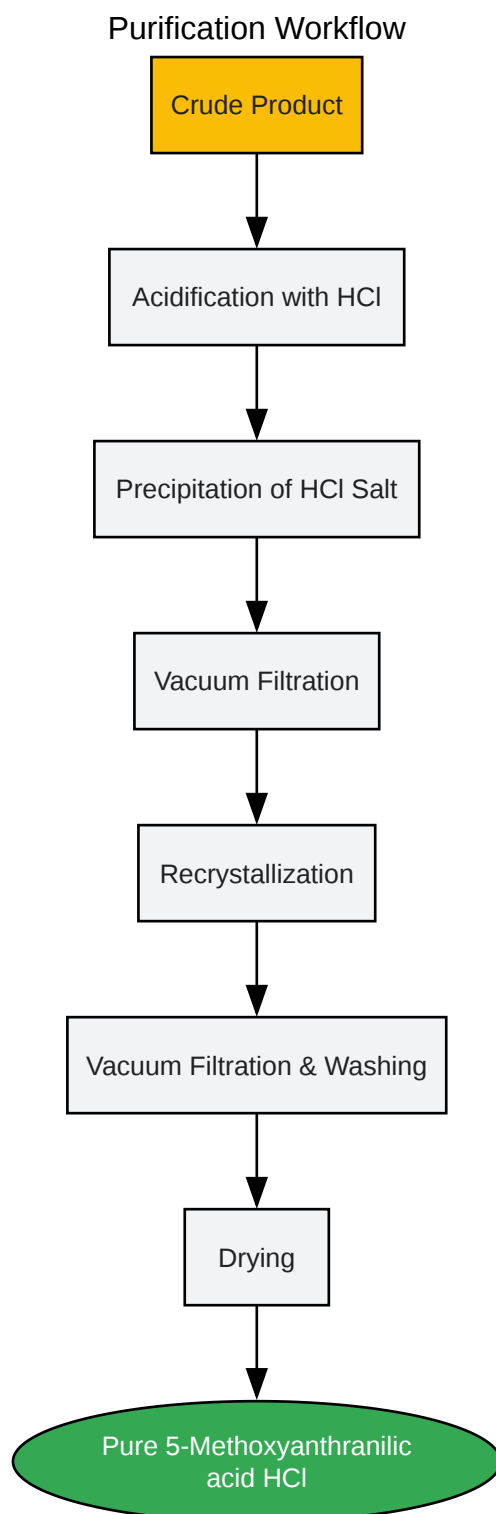 Purification Workflow
Crude Product
Acidification with HCl
Precipitation of HCl Salt
Vacuum Filtration
Recrystallization
Vacuum Filtration & Washing
Drying
Pure 5-Methoxyanthranilic
acid HCl